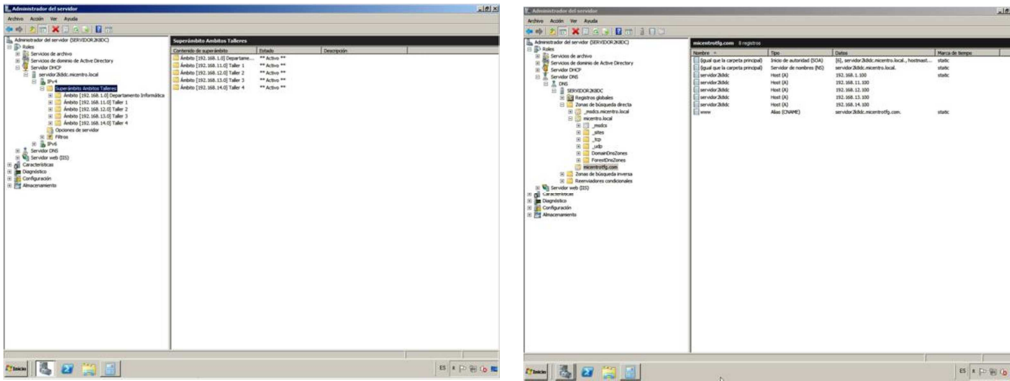 Administrador del servidor
Archivo Acción Ver Ayuda
Administrador del servidor (SERVIDOR2K8DC)
Roles
Servicios de archivo
Servicios de dominio de Active Directory
Servidor DHCP
servidor2k8dc.micentro.local
IPv4
Superámbito Ambitos Talleres
Ámbito [192.168.1.0] Departamento Informática
Ámbito [192.168.11.0] Taller 1
Ámbito [192.168.12.0] Taller 2
Ámbito [192.168.13.0] Taller 3
Ámbito [192.168.14.0] Taller 4
Opciones de servidor
Filtros
IPv6
Servidor DNS
Servidor web (IIS)
Características
Diagnóstico
Configuración
Almacenamiento
Superámbito Ambitos Talleres
Contenido de superámbito Estado Descripción
Ámbito [192.168.1.0] Departame... ** Activo **
Ámbito [192.168.11.0] Taller 1 ** Activo **
Ámbito [192.168.12.0] Taller 2 ** Activo **
Ámbito [192.168.13.0] Taller 3 ** Activo **
Ámbito [192.168.14.0] Taller 4 ** Activo **
Inicio
ES
Administrador del servidor
Archivo Acción Ver Ayuda
Administrador del servidor (SERVIDOR2K8DC)
Roles
Servicios de archivo
Servicios de dominio de Active Directory
Servidor DHCP
Servidor DNS
DNS
SERVIDOR2K8DC
Registros globales
Zonas de búsqueda directa
_msdcs.micentro.local
micentro.local
_msdcs
_sites
_tcp
_udp
DomainDnsZones
ForestDnsZones
micentrotfg.com
Zonas de búsqueda inversa
Reenviadores condicionales
Servidor web (IIS)
Características
Diagnóstico
Configuración
Almacenamiento
micentrotfg.com 8 registros
Nombre Tipo Datos Marca de tiempo
(igual que la carpeta principal) Inicio de autoridad (SOA) [6], servidor2k8dc.micentro.local., hostmast... static
(igual que la carpeta principal) Servidor de nombres (NS) servidor2k8dc.micentro.local. static
servidor2k8dc Host (A) 192.168.1.100 static
servidor2k8dc Host (A) 192.168.11.100
servidor2k8dc Host (A) 192.168.12.100
servidor2k8dc Host (A) 192.168.13.100
servidor2k8dc Host (A) 192.168.14.100
www Alias (CNAME) servidor2k8dc.micentrotfg.com. static
Inicio
ES